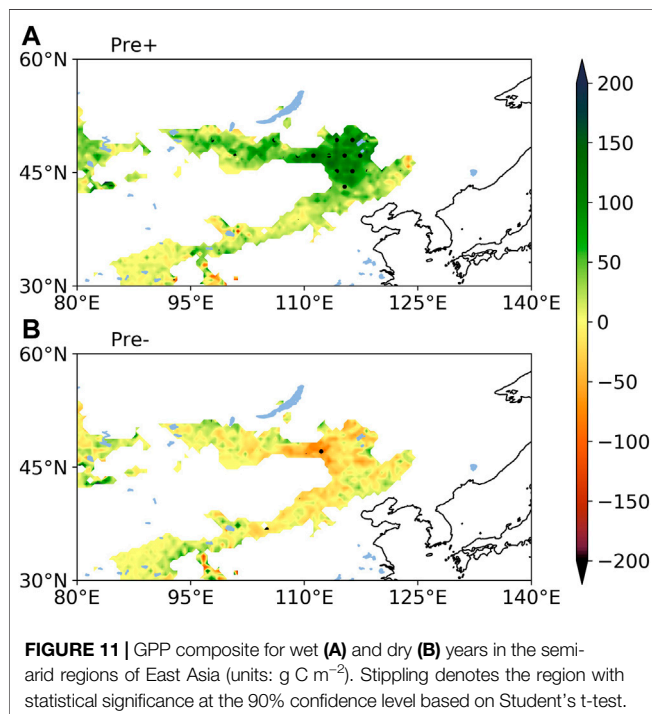 A
Pre+
60°N
45°N
30°N
80°E 95°E 110°E 125°E 140°E
B
Pre-
60°N
45°N
30°N
80°E 95°E 110°E 125°E 140°E
200
150
100
50
0
−50
−100
−150
−200
FIGURE 11 | GPP composite for wet (A) and dry (B) years in the semi-
arid regions of East Asia (units: g C m−2). Stippling denotes the region with
statistical significance at the 90% confidence level based on Student's t-test.